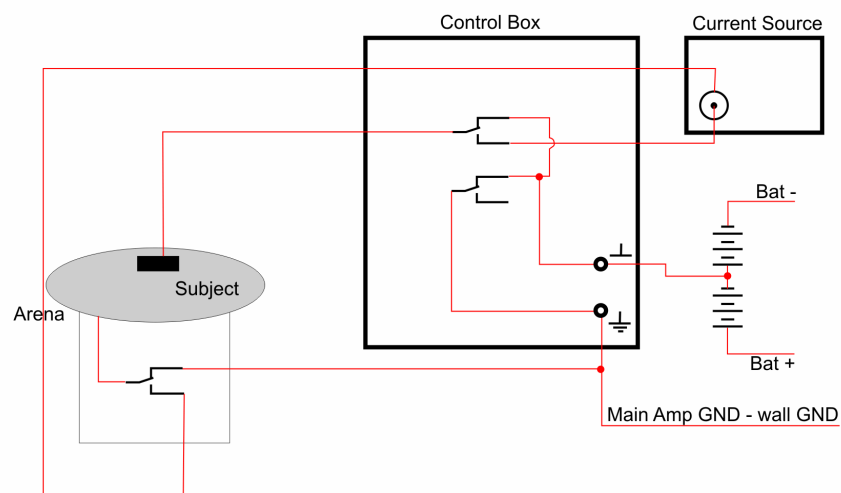 Control Box
Current Source
Bat -
Subject
Arena
Bat +
Main Amp GND - wall GND